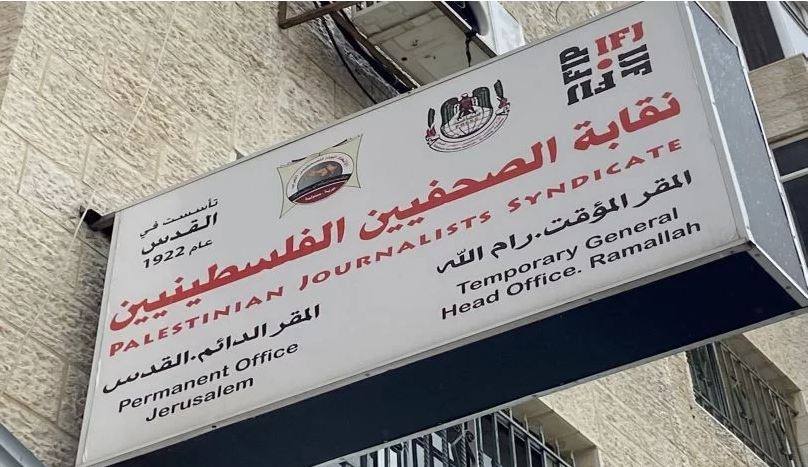 FIP IFJ
تأسست في
القدس
عام 1922
نقابة الصحفيين الفلسطينيين
PALESTINIAN JOURNALISTS SYNDICATE
المقر المؤقت.رام الله
Temporary General
Head Office. Ramallah
المقر الدائم.القدس
Permanent Office
Jerusalem